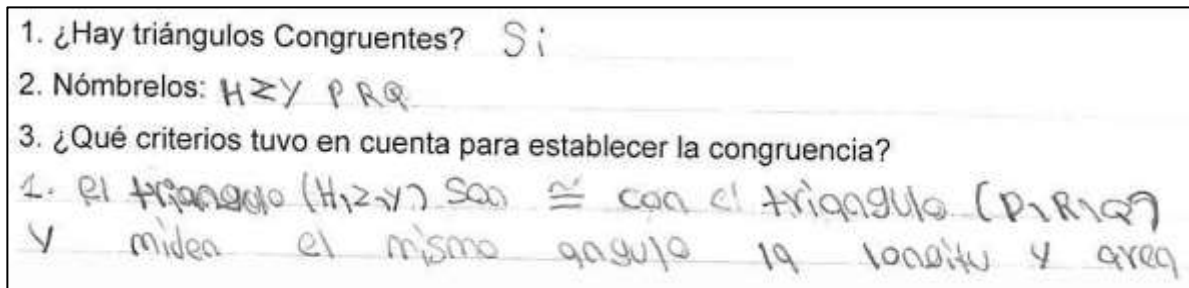 1. ¿Hay triángulos Congruentes? Si
2. Nómbrelos: HZY PRQ
3. ¿Qué criterios tuvo en cuenta para establecer la congruencia?
1. El triangulo (H,Z,Y) son ≅ con el triangulo (P,R,Q)
y miden el mismo angulo la longitu y area